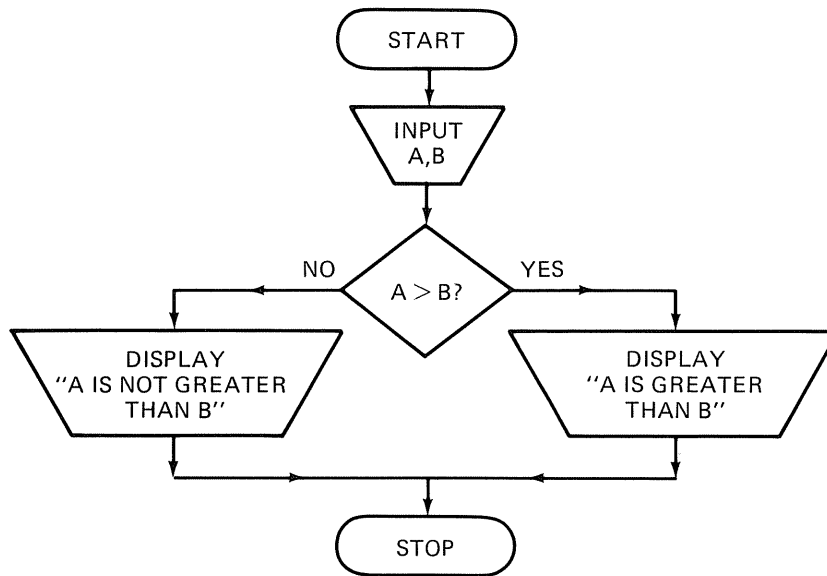 START
INPUT
A,B
NO
A > B?
YES
DISPLAY
"A IS NOT GREATER
THAN B"
DISPLAY
"A IS GREATER
THAN B"
STOP